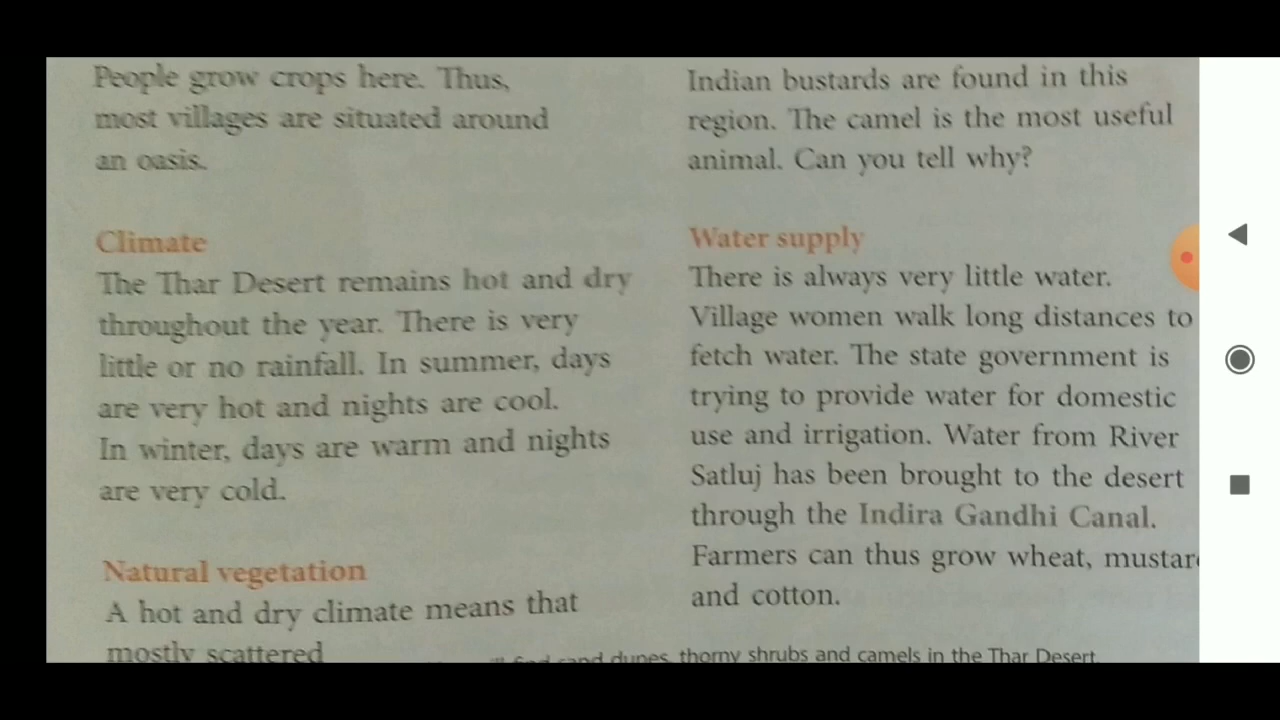 People grow crops here. Thus,
most villages are situated around
an oasis.
Climate
The Thar Desert remains hot and dry
throughout the year. There is very
little or no rainfall. In summer, days
are very hot and nights are cool.
In winter, days are warm and nights
are very cold.
Natural vegetation
A hot and dry climate means that
mostly scattered
Indian bustards are found in this
region. The camel is the most useful
animal. Can you tell why?
Water supply
There is always very little water.
Village women walk long distances to
fetch water. The state government is
trying to provide water for domestic
use and irrigation. Water from River
Satluj has been brought to the desert
through the Indira Gandhi Canal.
Farmers can thus grow wheat,
and cotton.
sand dunes, thorny shrubs and camels in the Thar Desert.